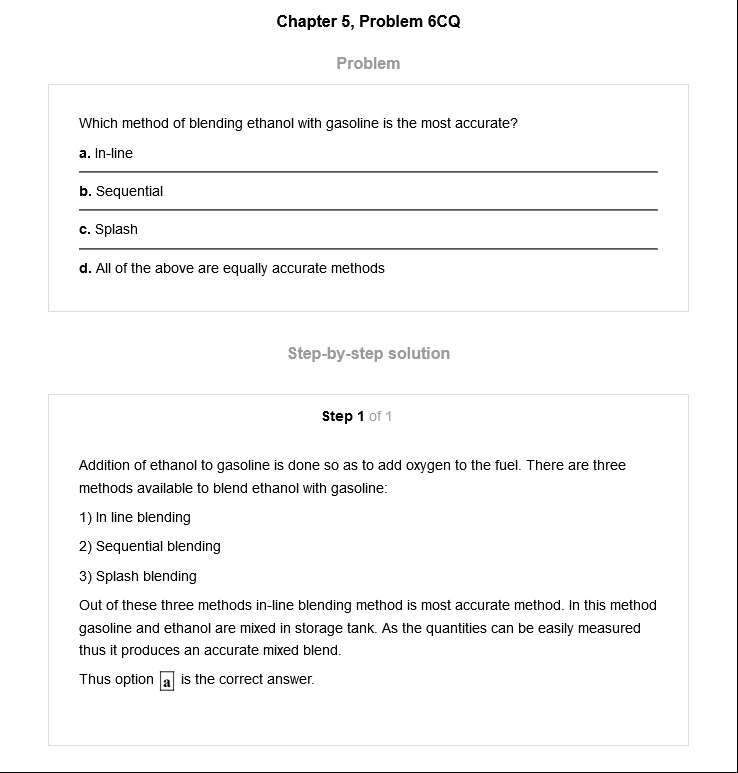 Chapter 5, Problem 6CQ
Problem
Which method of blending ethanol with gasoline is the most accurate?
a. In-line
b. Sequential
c. Splash
d. All of the above are equally accurate methods
Step-by-step solution
Step 1 of 1
Addition of ethanol to gasoline is done so as to add oxygen to the fuel. There are three
methods available to blend ethanol with gasoline:
1) In line blending
2) Sequential blending
3) Splash blending
Out of these three methods in-line blending method is most accurate method. In this method
gasoline and ethanol are mixed in storage tank. As the quantities can be easily measured
thus it produces an accurate mixed blend.
Thus option a is the correct answer.